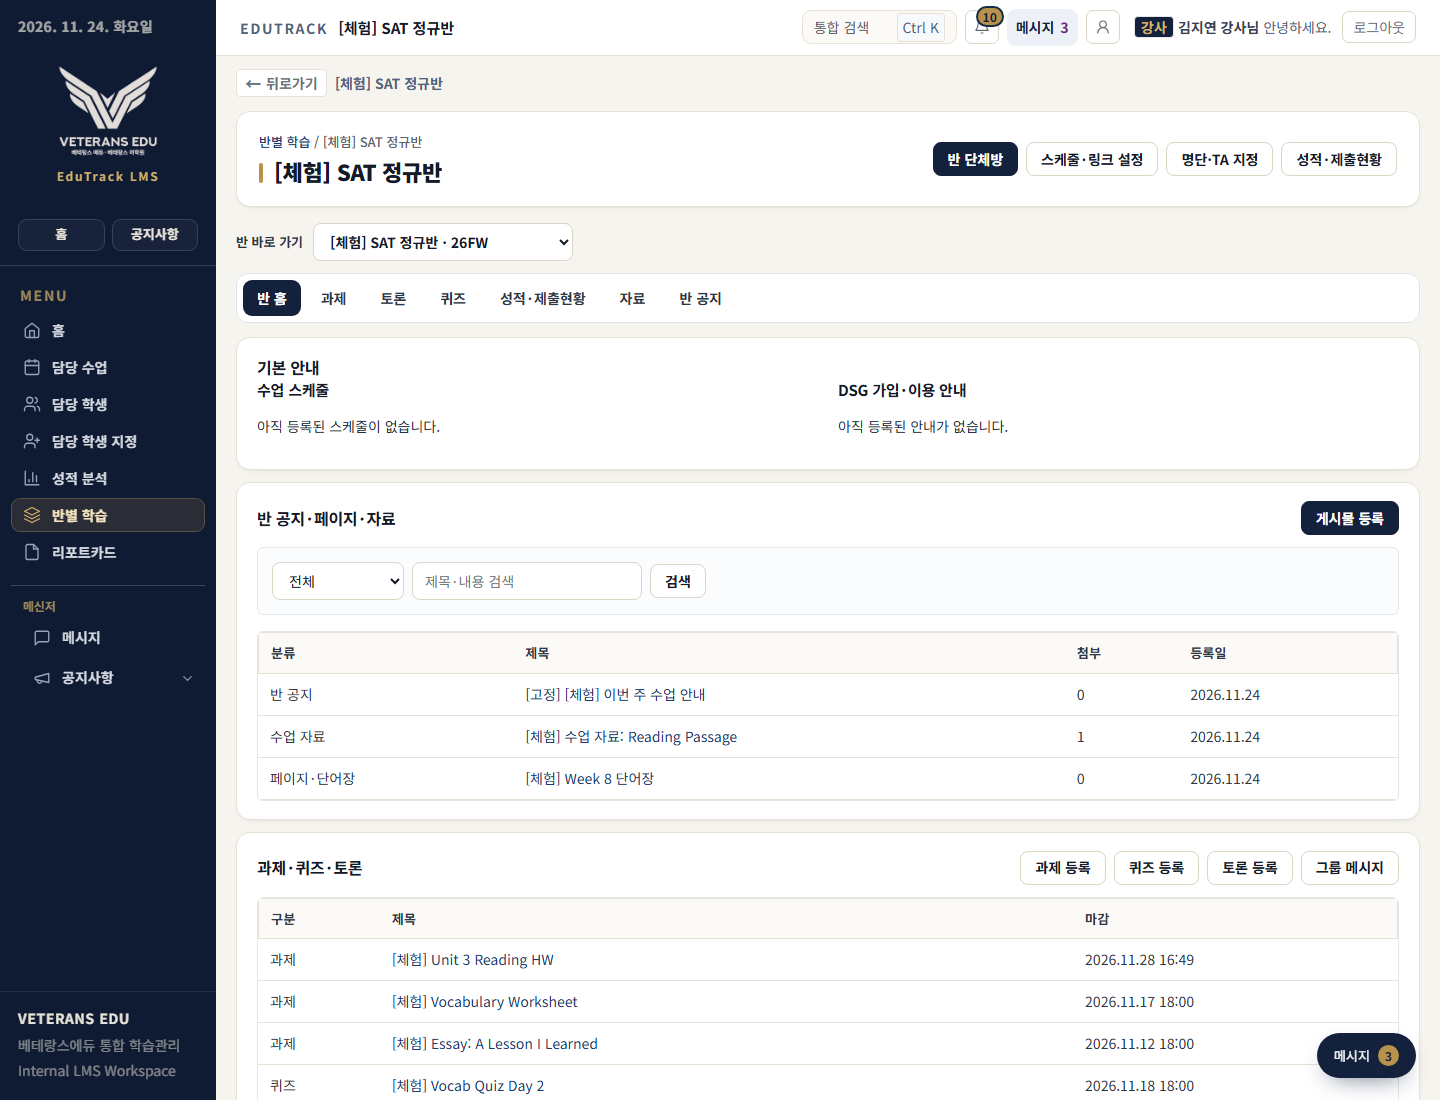 2026. 11. 24. 화요일
VETERANS EDU
베테랑스 에듀 · 베테랑스 어학원
EduTrack LMS
홈 공지사항
MENU
홈
담당 수업
담당 학생
담당 학생 지정
성적 분석
반별 학습
리포트카드
메신저
메시지
공지사항
VETERANS EDU
베테랑스에듀 통합 학습관리
Internal LMS Workspace
EDUTRACK [체험] SAT 정규반 통합 검색 Ctrl K 10 메시지 3 강사 김지연 강사님 안녕하세요. 로그아웃
← 뒤로가기 [체험] SAT 정규반
반별 학습 / [체험] SAT 정규반
[체험] SAT 정규반
반 단체방 스케줄·링크 설정 명단·TA 지정 성적·제출현황
반 바로 가기 [체험] SAT 정규반 · 26FW
반 홈 과제 토론 퀴즈 성적·제출현황 자료 반 공지
기본 안내
수업 스케줄 DSG 가입·이용 안내
아직 등록된 스케줄이 없습니다. 아직 등록된 안내가 없습니다.
반 공지·페이지·자료 게시물 등록
전체 제목·내용 검색 검색
분류 제목 첨부 등록일
반 공지 [고정] [체험] 이번 주 수업 안내 0 2026.11.24
수업 자료 [체험] 수업 자료: Reading Passage 1 2026.11.24
페이지·단어장 [체험] Week 8 단어장 0 2026.11.24
과제·퀴즈·토론 과제 등록 퀴즈 등록 토론 등록 그룹 메시지
구분 제목 마감
과제 [체험] Unit 3 Reading HW 2026.11.28 16:49
과제 [체험] Vocabulary Worksheet 2026.11.17 18:00
과제 [체험] Essay: A Lesson I Learned 2026.11.12 18:00
퀴즈 [체험] Vocab Quiz Day 2 2026.11.18 18:00
메시지 3